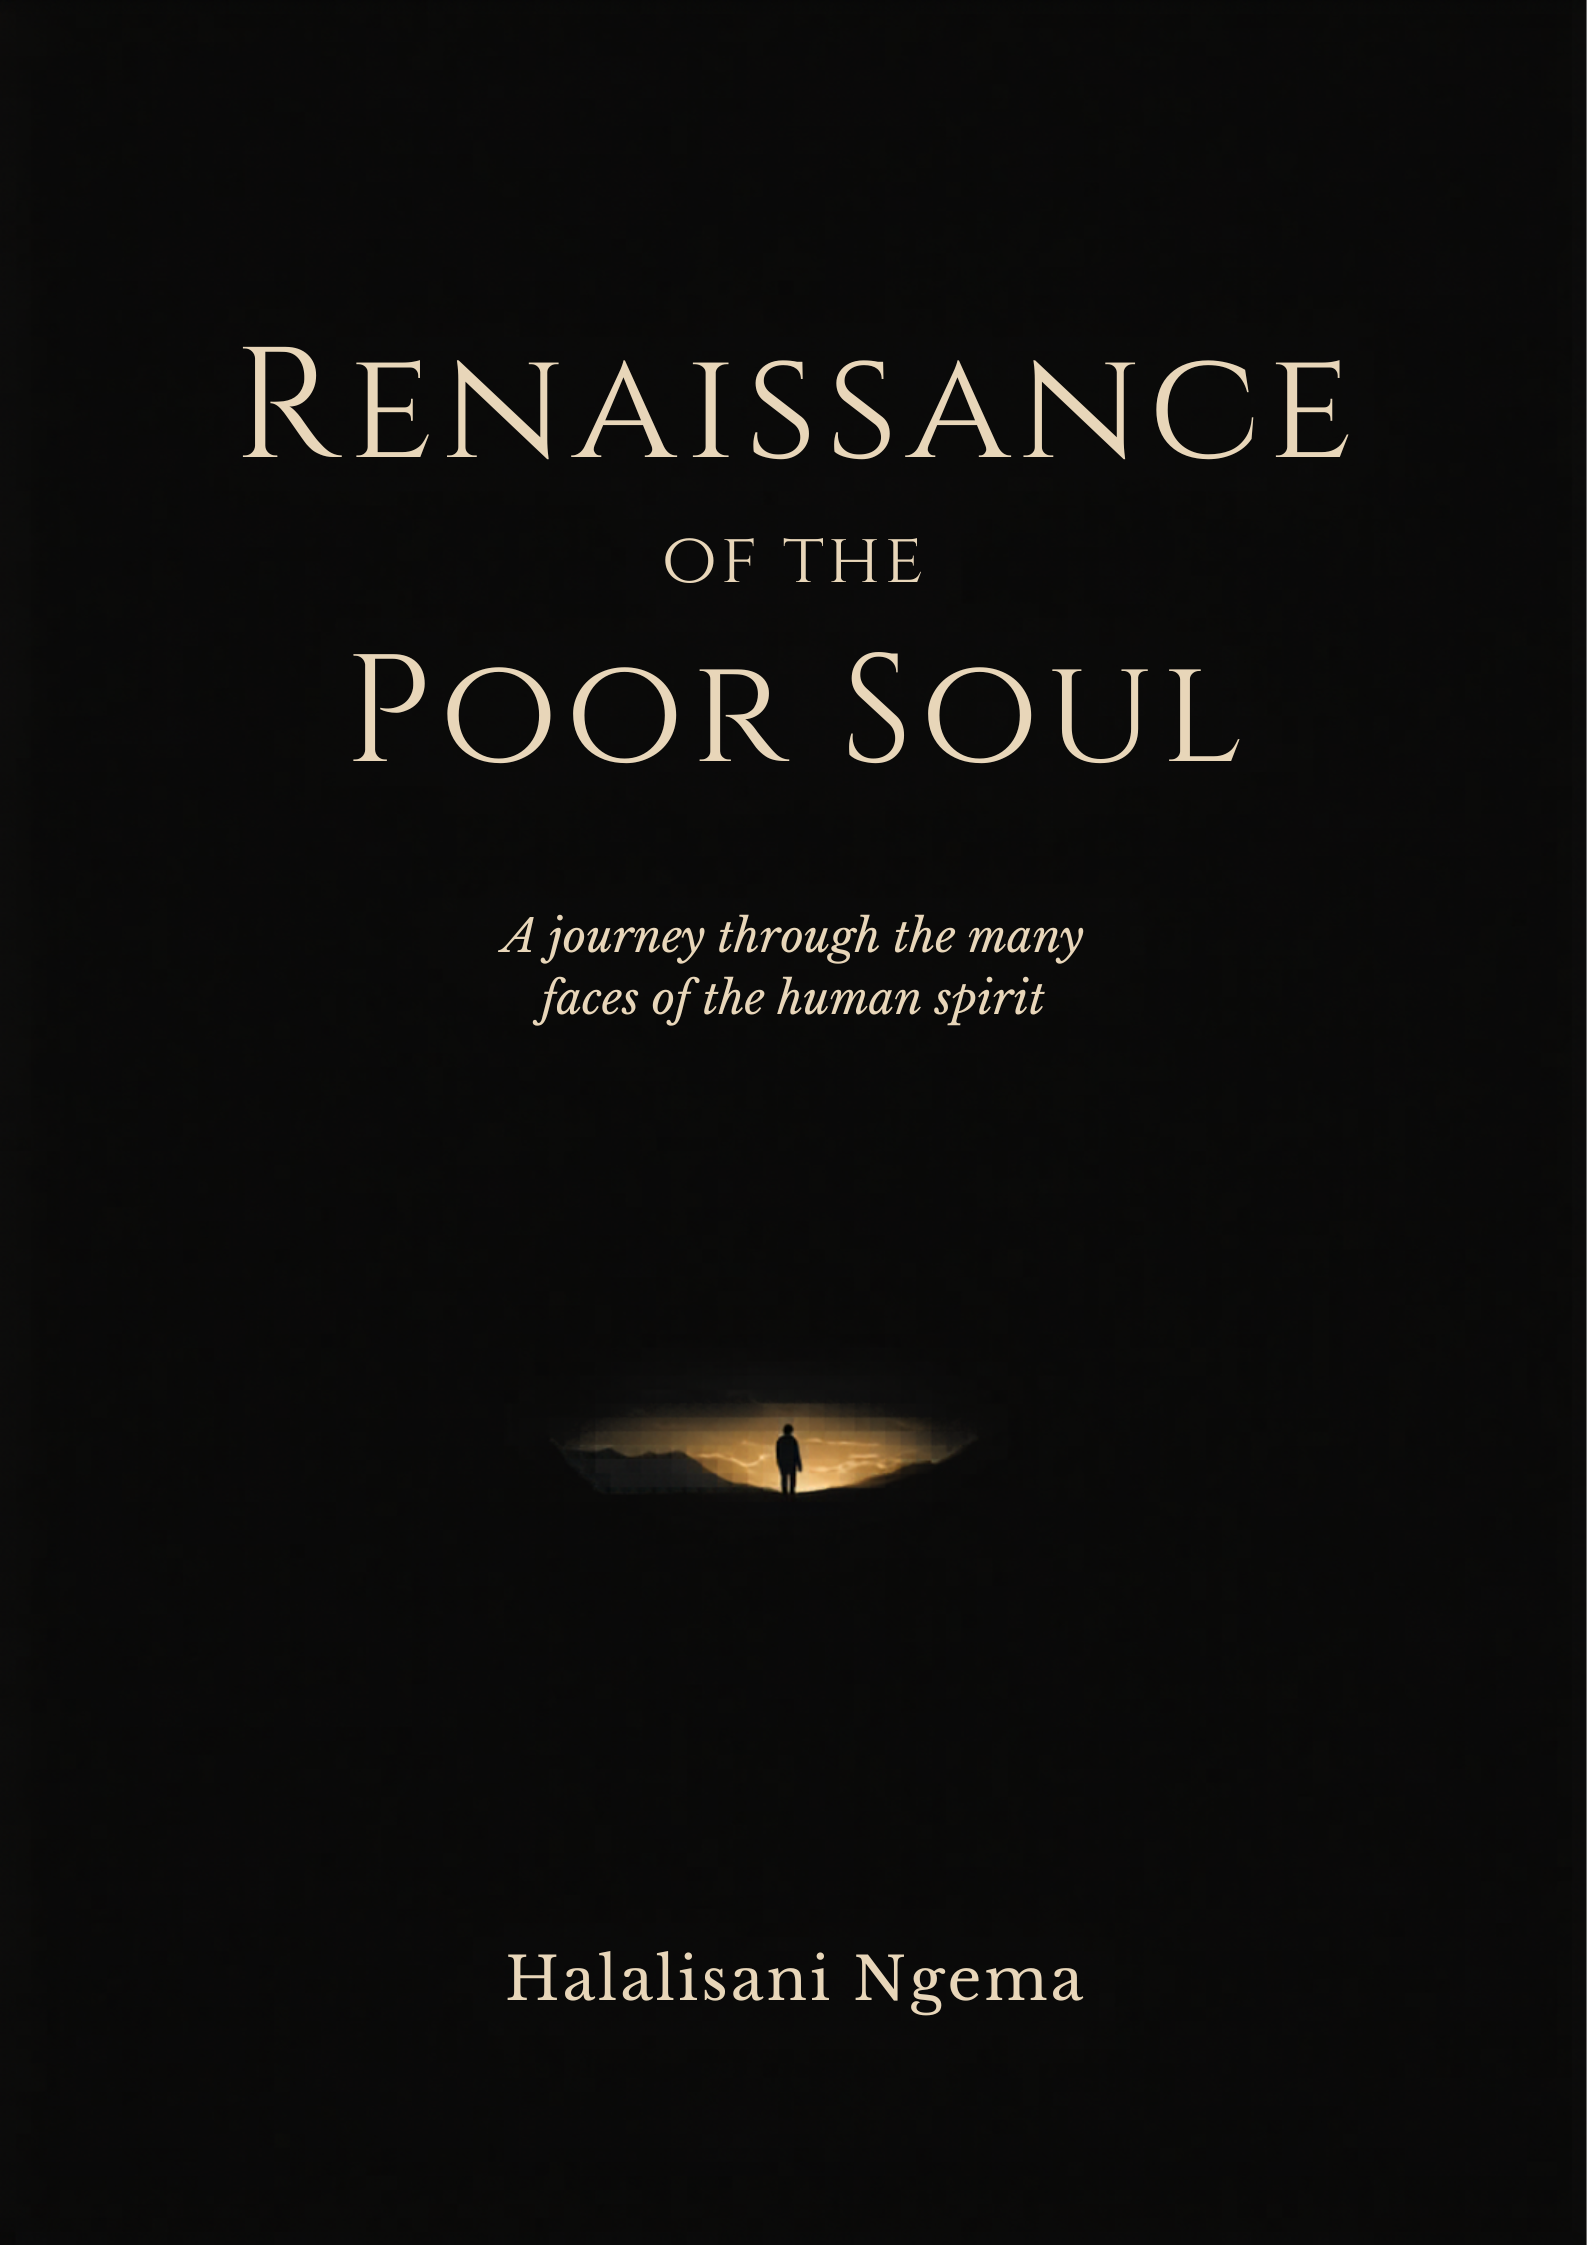 Renaissance
of the
Poor Soul
A journey through the many
faces of the human spirit
Halalisani Ngema